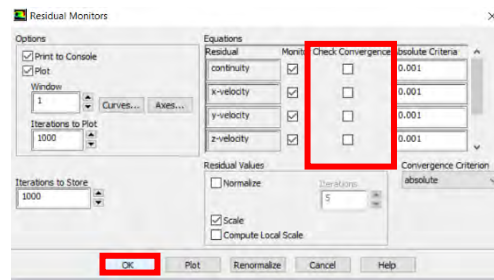 Residual Monitors
Options
Print to Console
Plot
Window
1
Curves...
Axes...
Iterations to Plot
1000
Iterations to Store
1000
Equations
Residual Monito Check Convergence Absolute Criteria
continuity 0.001
x-velocity 0.001
y-velocity 0.001
z-velocity 0.001
Residual Values
Normalize
Iterations
5
Scale
Compute Local Scale
Convergence Criterion
absolute
OK Plot Renormalize Cancel Help